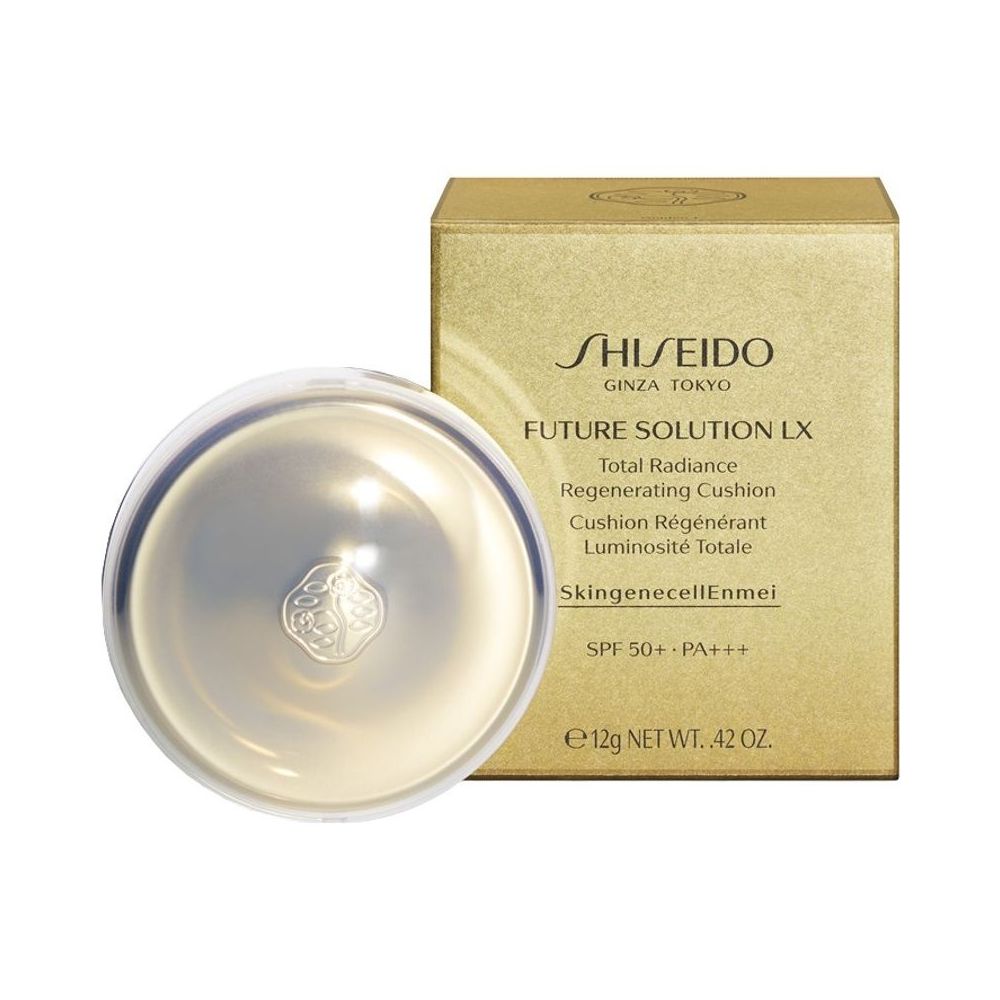 SHISEIDO
GINZA TOKYO
FUTURE SOLUTION LX
Total Radiance
Regenerating Cushion
Cushion Régénérant
Luminosité Totale
SkingenecellEnmei
SPF 50+ · PA+++
℮12g NET WT. .42 OZ.